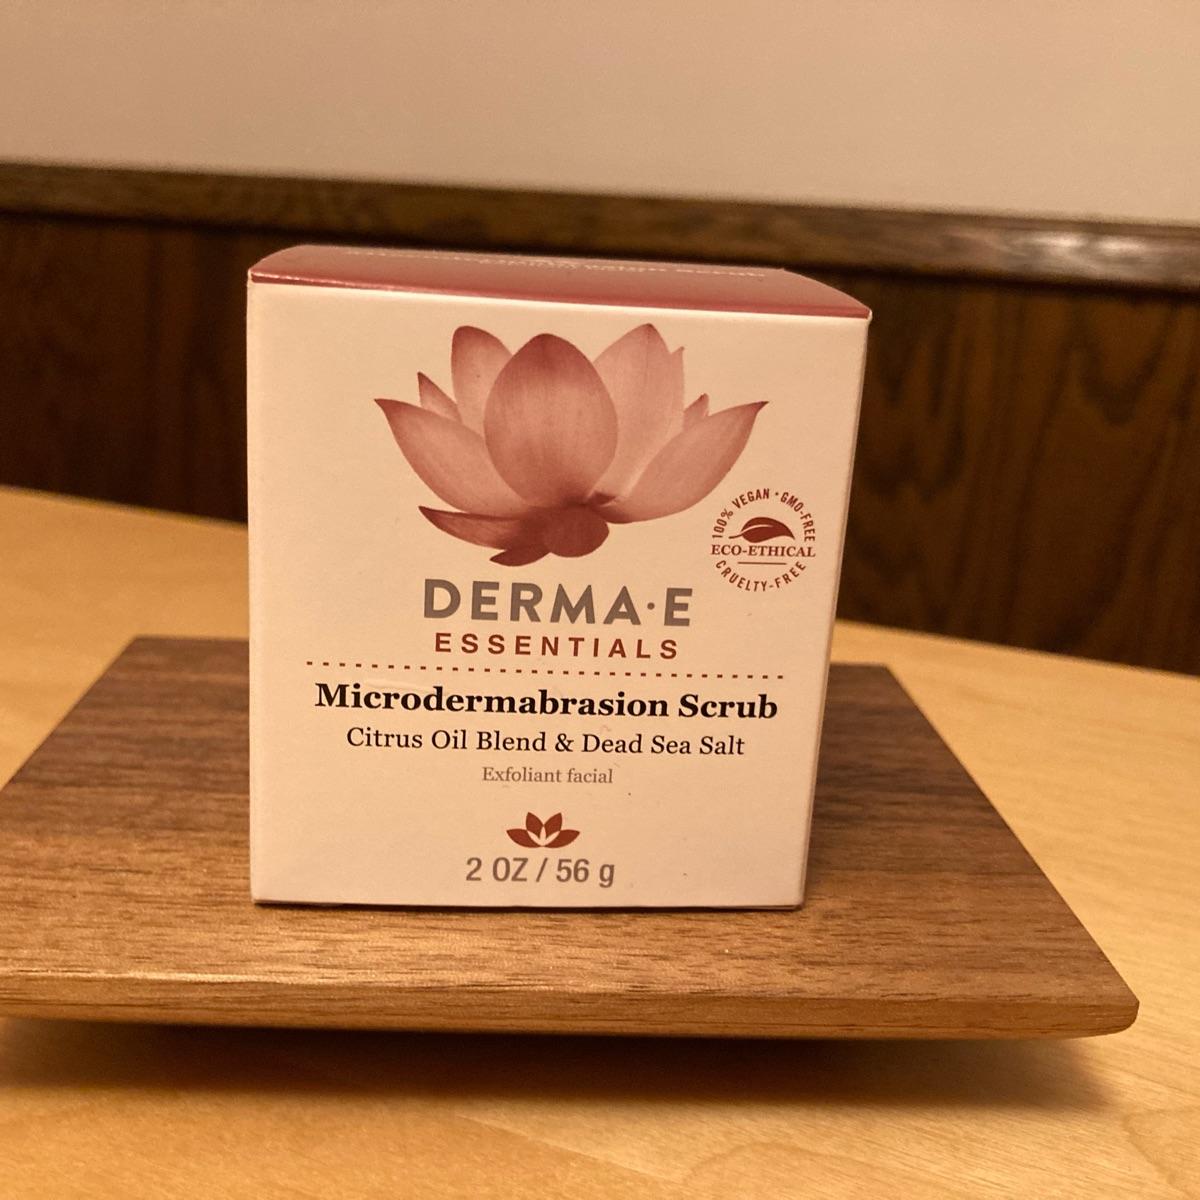 100% VEGAN • GMO-FREE
ECO-ETHICAL
CRUELTY-FREE
DERMA·E
ESSENTIALS
Microdermabrasion Scrub
Citrus Oil Blend & Dead Sea Salt
Exfoliant facial
2 OZ / 56 g